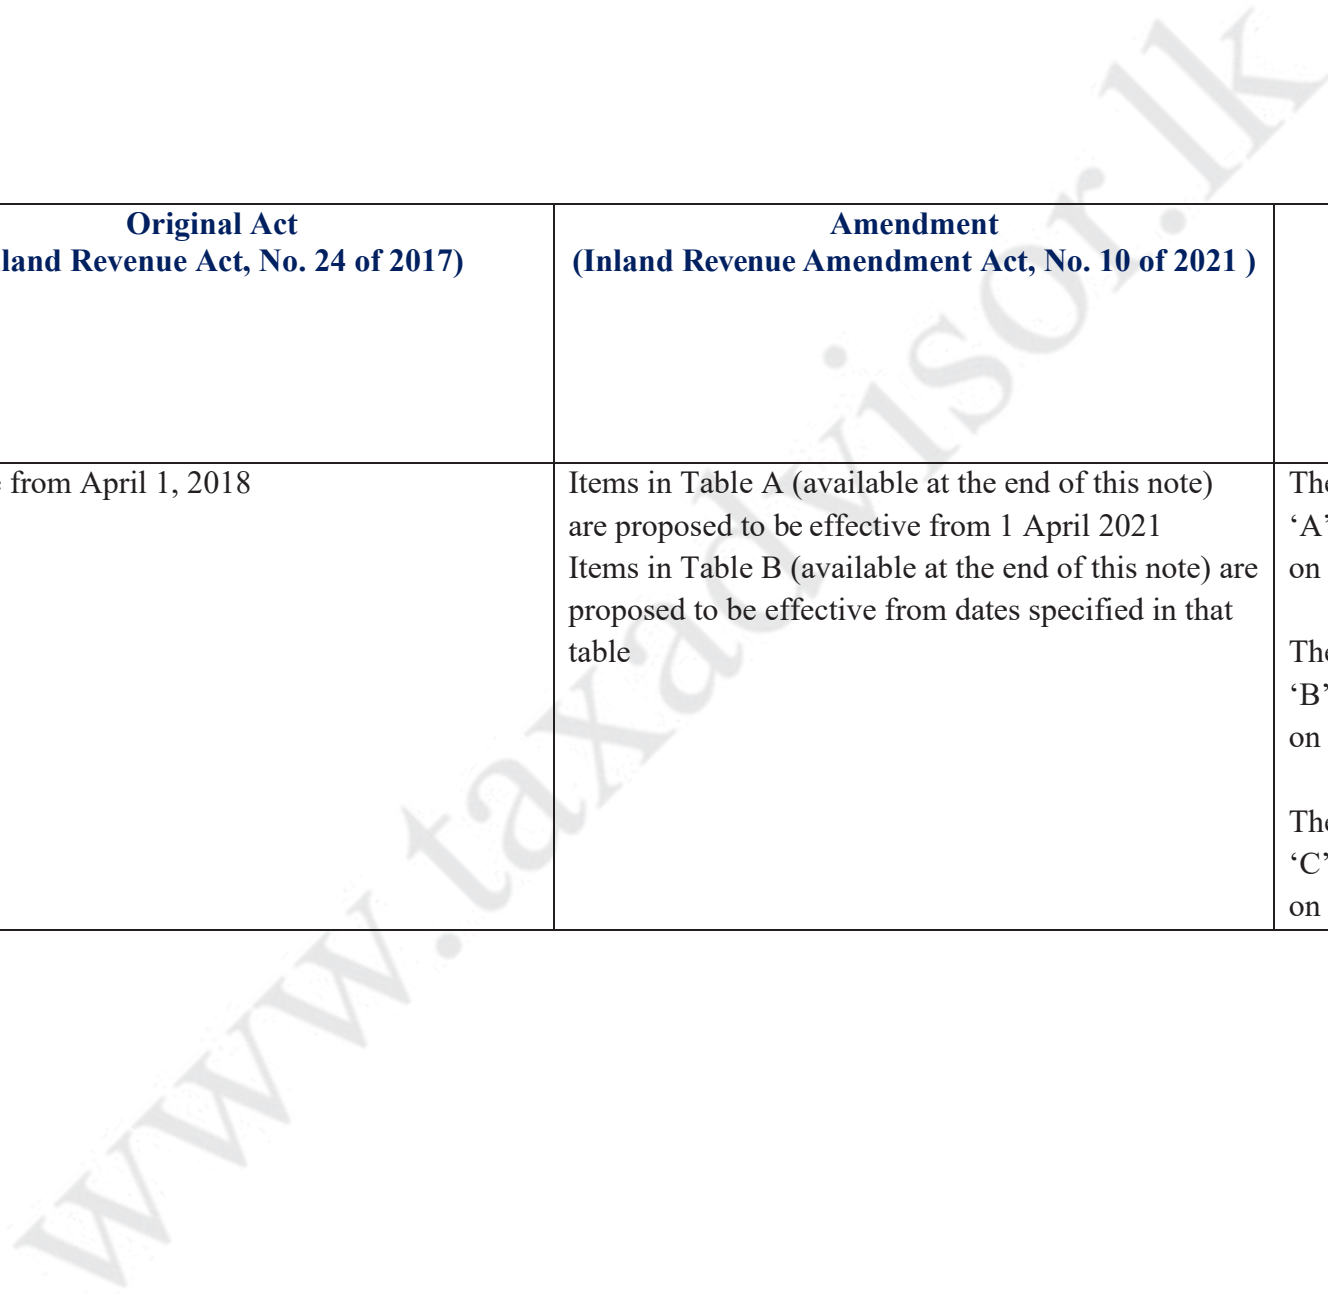 Original Act
land Revenue Act, No. 24 of 2017)
Amendment
(Inland Revenue Amendment Act, No. 10 of 2021 )
from April 1, 2018
Items in Table A (available at the end of this note)
are proposed to be effective from 1 April 2021
Items in Table B (available at the end of this note) are
proposed to be effective from dates specified in that
table
The
‘A’
on
The
‘B’
on
The
‘C’
on
www.taxadvisor.lk